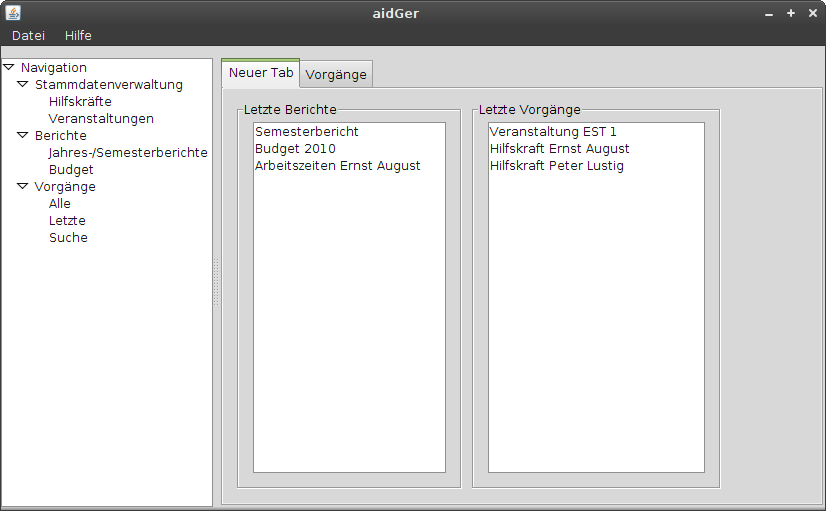 aidGer
Datei Hilfe
Navigation
Stammdatenverwaltung
Hilfskräfte
Veranstaltungen
Berichte
Jahres-/Semesterberichte
Budget
Vorgänge
Alle
Letzte
Suche
Neuer Tab Vorgänge
Letzte Berichte
Semesterbericht
Budget 2010
Arbeitszeiten Ernst August
Letzte Vorgänge
Veranstaltung EST 1
Hilfskraft Ernst August
Hilfskraft Peter Lustig